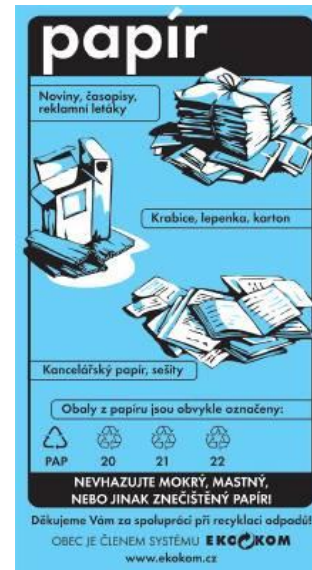 papír
Noviny, časopisy,
reklamní letáky
Krabice, lepenka, karton
Kancelářský papír, sešity
Obaly z papíru jsou obvykle označeny:
PAP 20 21 22
NEVHAZUJTE MOKRÝ, MASTNÝ,
NEBO JINAK ZNEČIŠTĚNÝ PAPÍR!
Děkujeme Vám za spolupráci při recyklaci odpadů!
OBEC JE ČLENEM SYSTÉMU EKOKOM
www.ekokom.cz